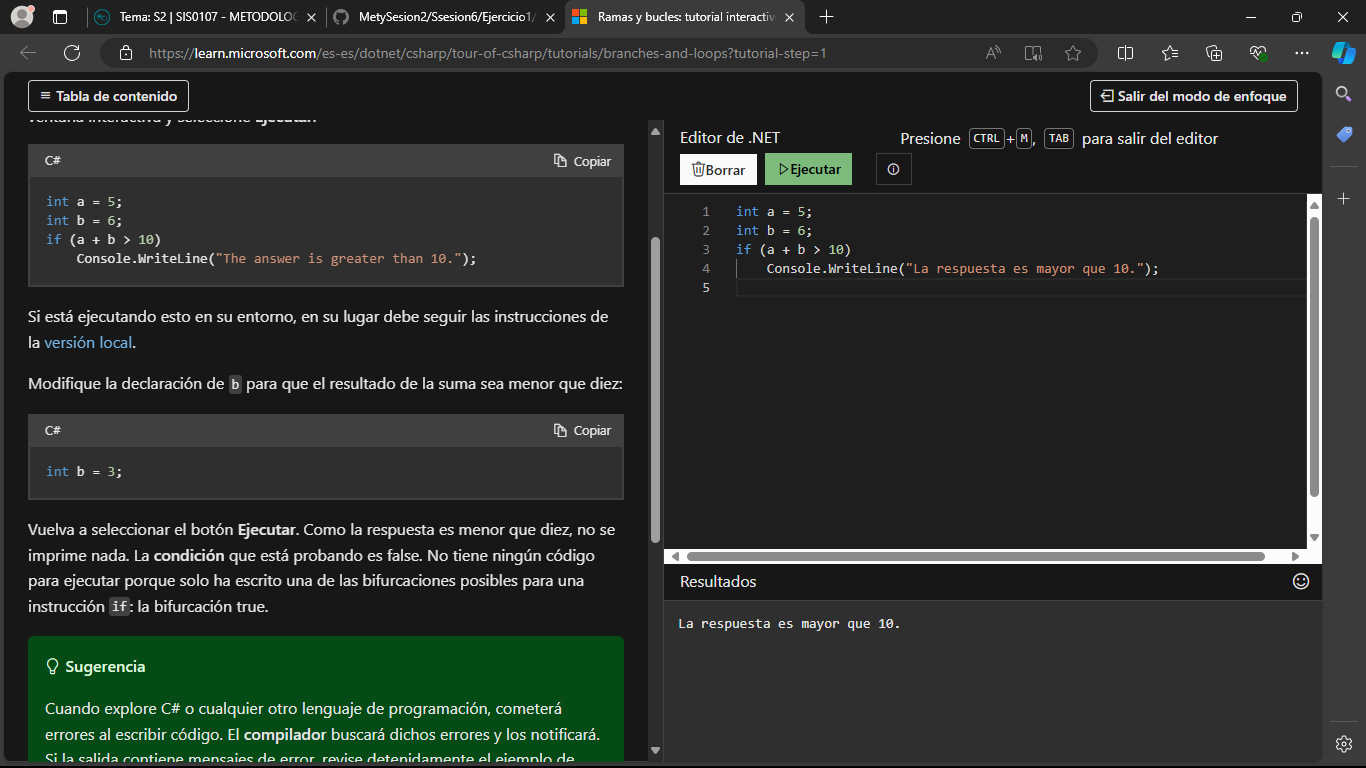 Tema: S2 | SIS0107 - METODOLOG
MetySesion2/Ssesion6/Ejercicio1/
Ramas y bucles: tutorial interactiv
https://learn.microsoft.com/es-es/dotnet/csharp/tour-of-csharp/tutorials/branches-and-loops?tutorial-step=1
Tabla de contenido
Salir del modo de enfoque
ventana interactiva y seleccione Ejecutar:
C#
Copiar
int a = 5;
int b = 6;
if (a + b > 10)
Console.WriteLine("The answer is greater than 10.");
Si está ejecutando esto en su entorno, en su lugar debe seguir las instrucciones de
la versión local.
Modifique la declaración de b para que el resultado de la suma sea menor que diez:
C#
Copiar
int b = 3;
Vuelva a seleccionar el botón Ejecutar. Como la respuesta es menor que diez, no se
imprime nada. La condición que está probando es false. No tiene ningún código
para ejecutar porque solo ha escrito una de las bifurcaciones posibles para una
instrucción if: la bifurcación true.
Sugerencia
Cuando explore C# o cualquier otro lenguaje de programación, cometerá
errores al escribir código. El compilador buscará dichos errores y los notificará.
Si la salida contiene mensajes de error, revise detenidamente el ejemplo de
Editor de .NET
Presione CTRL+M, TAB para salir del editor
Borrar
Ejecutar
1 int a = 5;
2 int b = 6;
3 if (a + b > 10)
4 Console.WriteLine("La respuesta es mayor que 10.");
5
Resultados
La respuesta es mayor que 10.